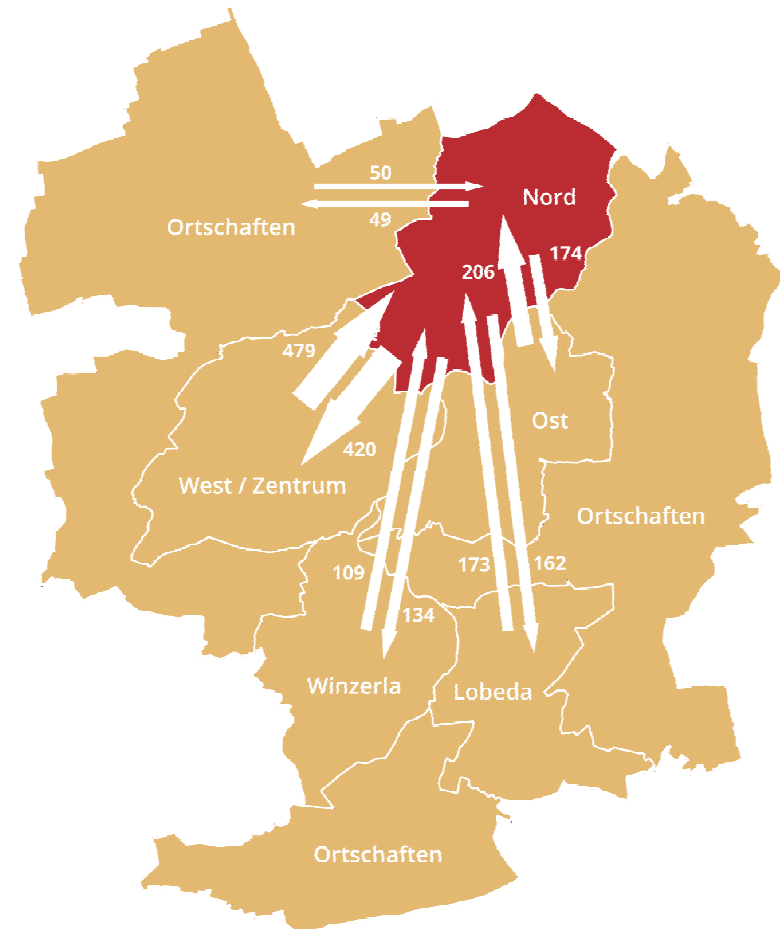 50
Nord
Ortschaften
49
174
206
479
Ost
420
West / Zentrum
Ortschaften
109
173
162
134
Winzerla
Lobeda
Ortschaften